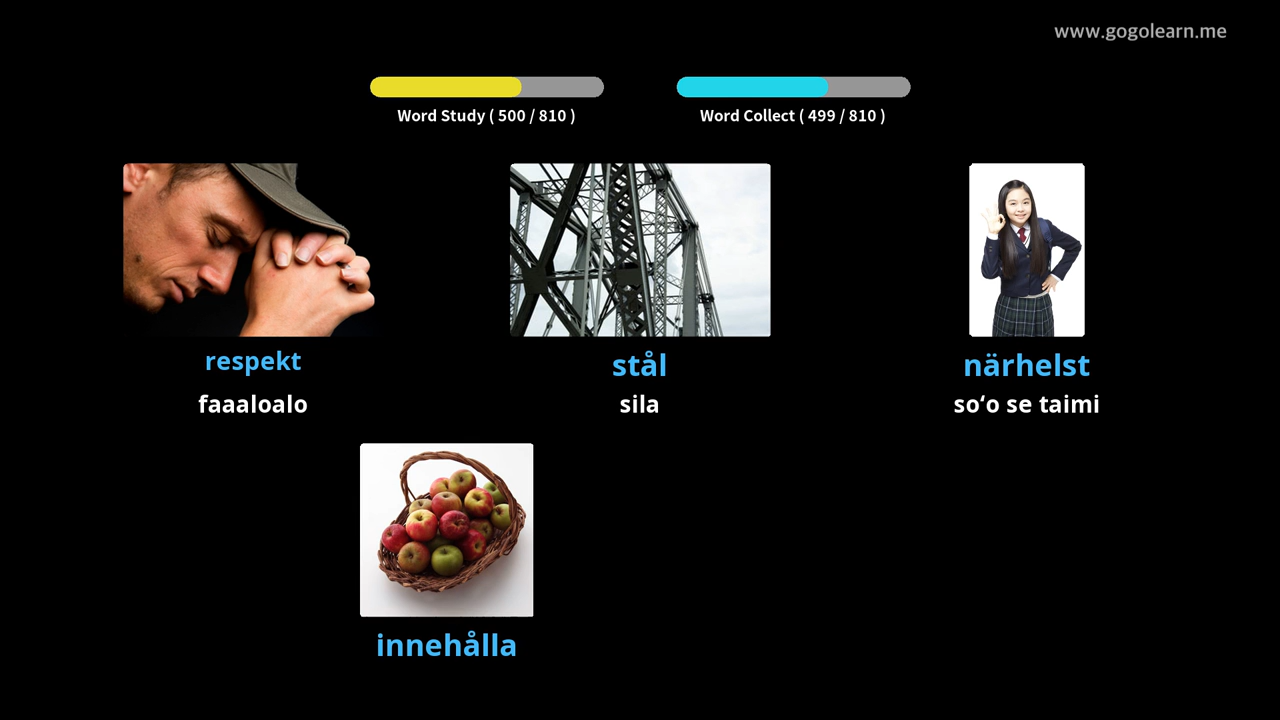 www.gogolearn.me
Word Study ( 500 / 810 )
Word Collect ( 499 / 810 )
respekt
stål
närhelst
faaaloalo
sila
soʻo se taimi
innehålla